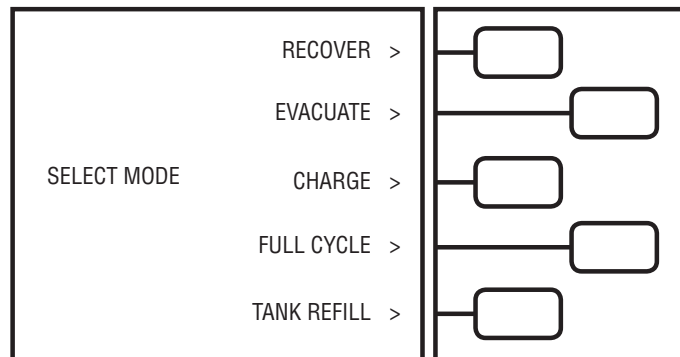 RECOVER >
EVACUATE >
SELECT MODE CHARGE >
FULL CYCLE >
TANK REFILL >